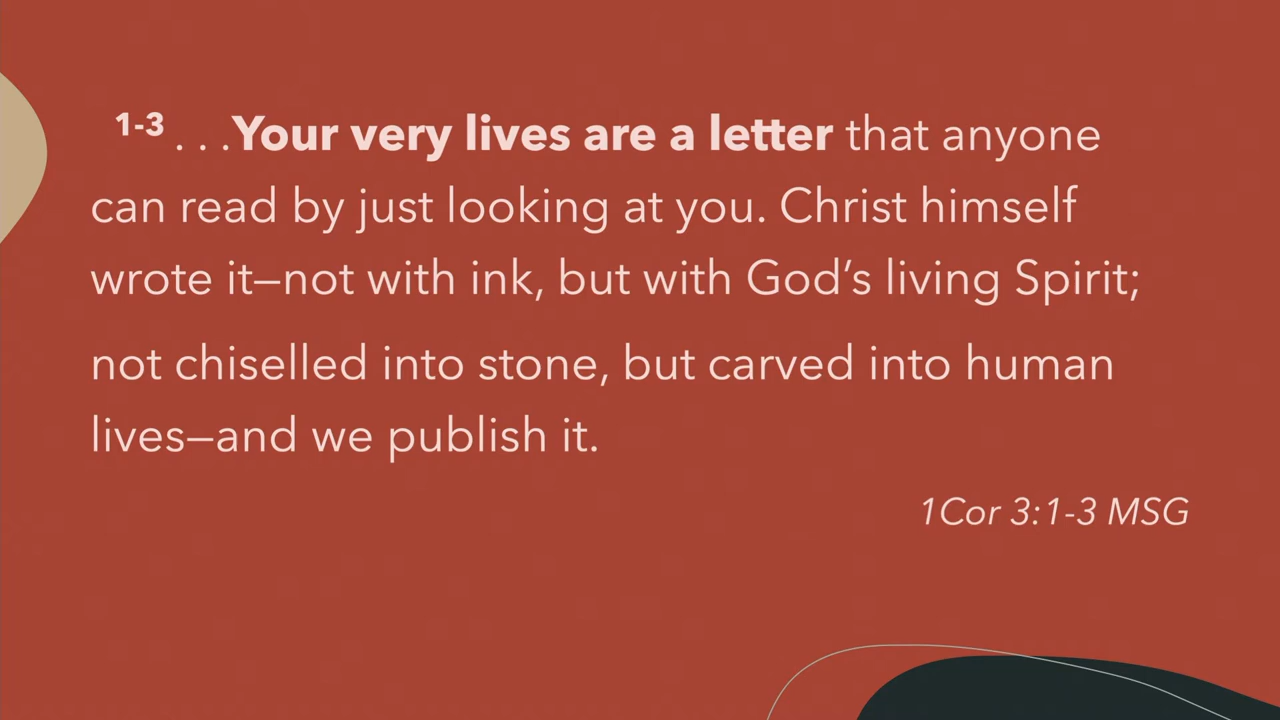 1-3 . . .Your very lives are a letter that anyone
can read by just looking at you. Christ himself
wrote it—not with ink, but with God’s living Spirit;
not chiselled into stone, but carved into human
lives—and we publish it.
1Cor 3:1-3 MSG